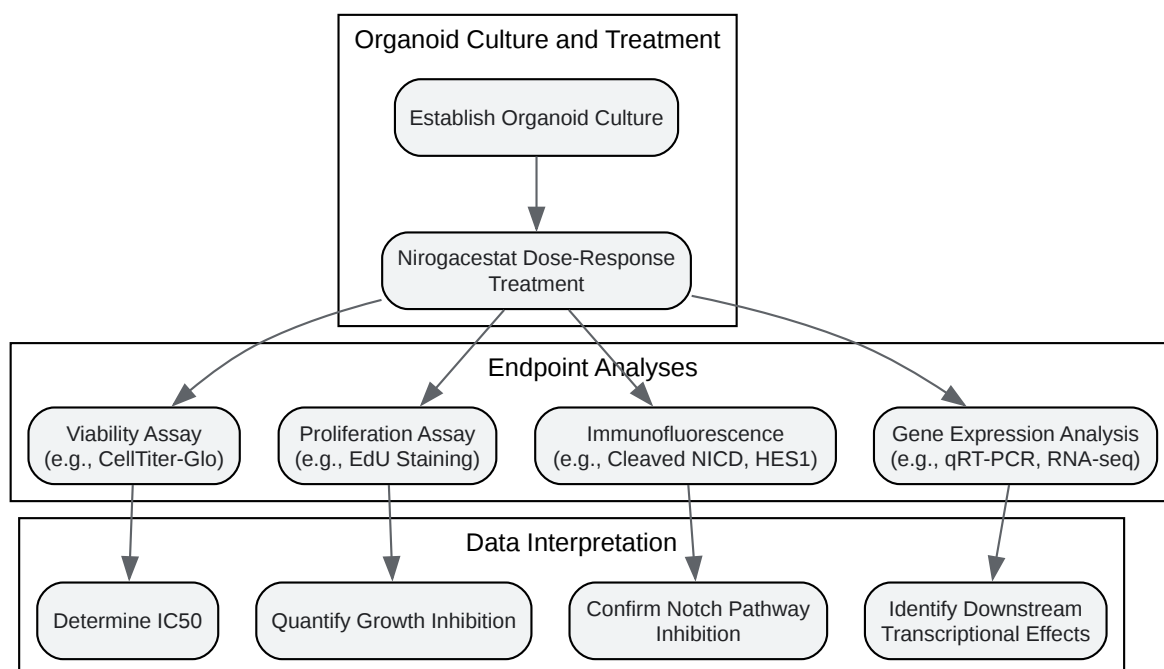 Organoid Culture and Treatment
Establish Organoid Culture
Nirogacestat Dose-Response
Treatment
Endpoint Analyses
Viability Assay
(e.g., CellTiter-Glo)
Proliferation Assay
(e.g., EdU Staining)
Immunofluorescence
(e.g., Cleaved NICD, HES1)
Gene Expression Analysis
(e.g., qRT-PCR, RNA-seq)
Data Interpretation
Determine IC50
Quantify Growth Inhibition
Confirm Notch Pathway
Inhibition
Identify Downstream
Transcriptional Effects